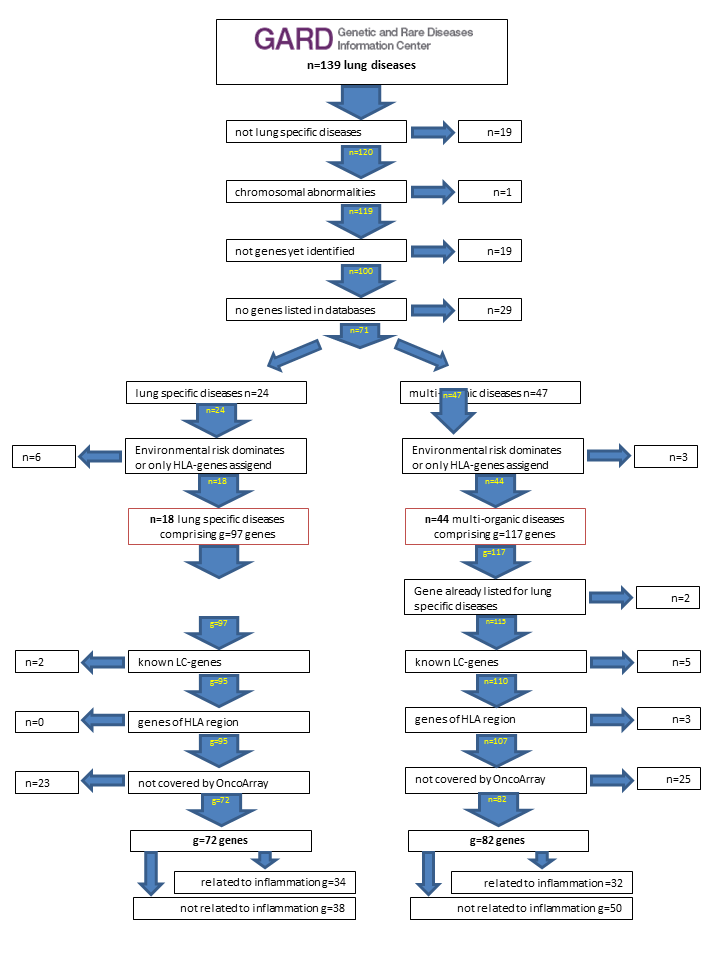 GARD Genetic and Rare Diseases
Information Center
n=139 lung diseases
not lung specific diseases
n=19
n=120
chromosomal abnormalities
n=1
n=119
not genes yet identified
n=19
n=100
no genes listed in databases
n=29
n=71
lung specific diseases n=24
n=24
n=6
Environmental risk dominates
or only HLA-genes assigend
n=18
n=18 lung specific diseases
comprising g=97 genes
g=97
n=2
known LC-genes
g=95
n=0
genes of HLA region
g=95
n=23
not covered by OncoArray
g=72
g=72 genes
related to inflammation g=34
not related to inflammation g=38
multi- ic diseases n=47
n=47
Environmental risk dominates
or only HLA-genes assigend
n=3
n=44
n=44 multi-organic diseases
comprising g=117 genes
g=117
Gene already listed for lung
specific diseases
n=2
n=115
known LC-genes
n=5
n=110
genes of HLA region
n=3
n=107
not covered by OncoArray
n=25
n=82
g=82 genes
related to inflammation =32
not related to inflammation g=50